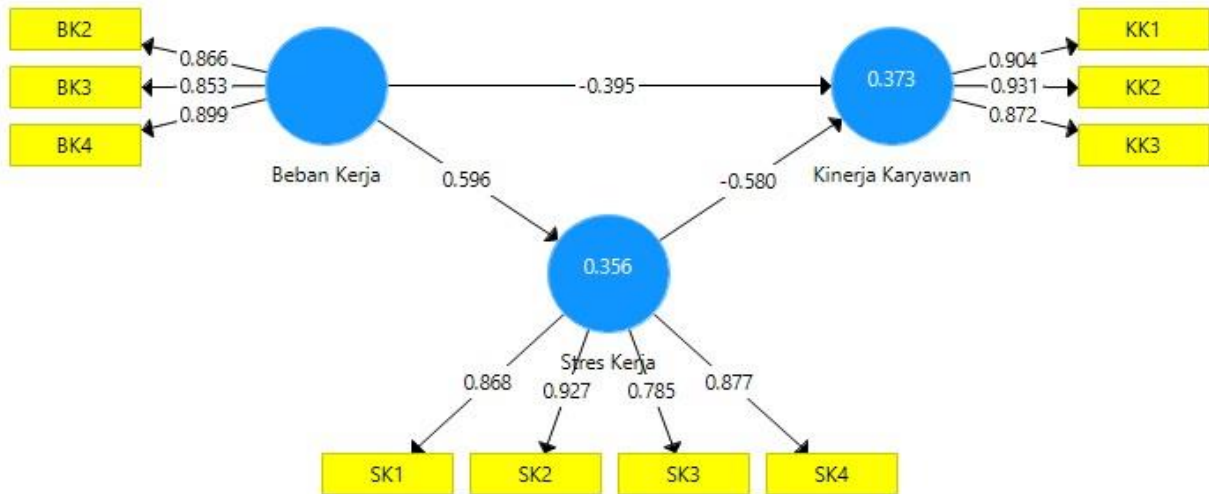 BK2
KK1
0.866
0.904
BK3
0.853
-0.395
0.373
0.931
KK2
0.899
0.872
BK4
KK3
Beban Kerja
Kinerja Karyawan
0.596
-0.580
0.356
Stres Kerja
0.868
0.927
0.785
0.877
SK1
SK2
SK3
SK4